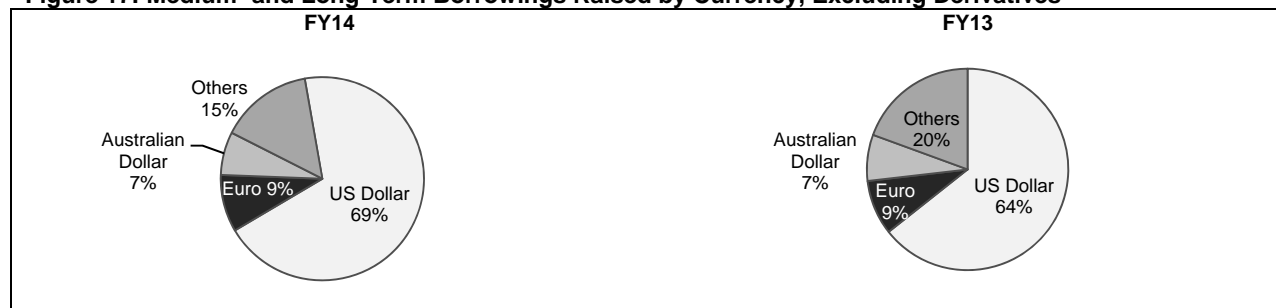 Figure 17: Medium- and Long-Term Borrowings Raised by Currency, Excluding Derivatives
FY14
Others
15%
Australian
Dollar
7%
Euro 9%
US Dollar
69%
FY13
Others
20%
Australian
Dollar
7%
Euro
9%
US Dollar
64%